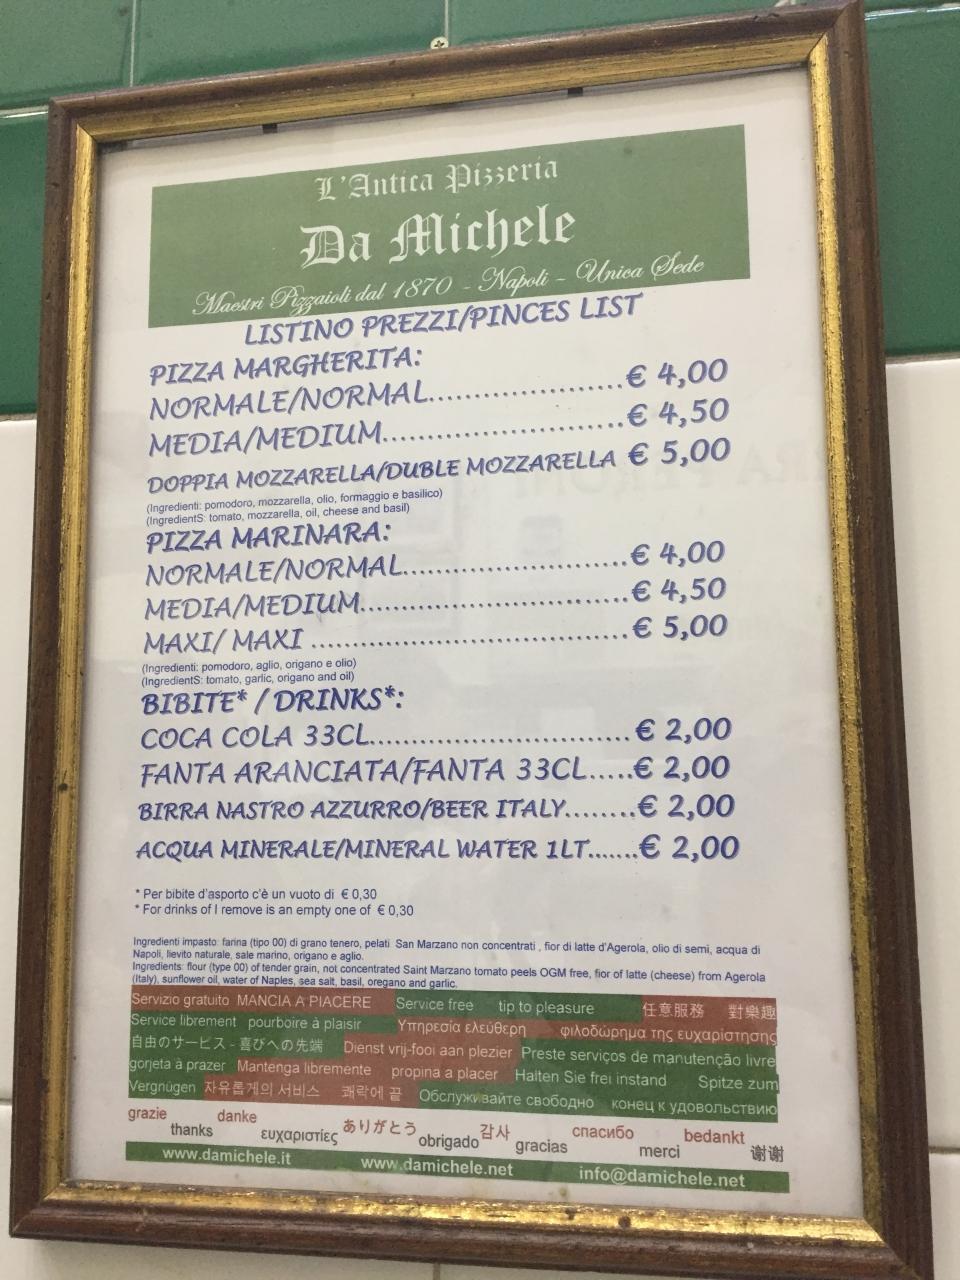 L'Antica Pizzeria
Da Michele
Maestri Pizzaioli dal 1870 - Napoli - Unica Sede
LISTINO PREZZI/PINCES LIST
PIZZA MARGHERITA:
NORMALE/NORMAL..........................€ 4,00
MEDIA/MEDIUM...............................€ 4,50
DOPPIA MOZZARELLA/DUBLE MOZZARELLA € 5,00
(Ingredienti: pomodoro, mozzarella, olio, formaggio e basilico)
(IngredientS: tomato, mozzarella, oil, cheese and basil)
PIZZA MARINARA:
NORMALE/NORMAL..............................€ 4,00
MEDIA/MEDIUM...................................€ 4,50
MAXI/ MAXI .........................................€ 5,00
(Ingredienti: pomodoro, aglio, origano e olio)
(IngredientS: tomato, garlic, origano and oil)
BIBITE* / DRINKS*:
COCA COLA 33CL..................................€ 2,00
FANTA ARANCIATA/FANTA 33CL.....€ 2,00
BIRRA NASTRO AZZURRO/BEER ITALY........€ 2,00
ACQUA MINERALE/MINERAL WATER 1LT.......€ 2,00
* Per bibite d'asporto c'è un vuoto di € 0,30
* For drinks of I remove is an empty one of € 0,30
Ingredienti impasto: farina (tipo 00) di grano tenero, pelati San Marzano non concentrati , fior di latte d'Agerola, olio di semi, acqua di
Napoli, lievito naturale, sale marino, origano e aglio.
Ingredients: flour (type 00) of tender grain, not concentrated Saint Marzano tomato peels OGM free, fior of latte (cheese) from Agerola
(Italy), sunflower oil, water of Naples, sea salt, basil, oregano and garlic.
Servizio gratuito MANCIA A PIACERE Service free tip to pleasure 任意服務 對樂趣
Service librement pourboire à plaisir Υπηρεσία ελεύθερη φιλοδώρημα της ευχαρίστησης
自由のサービス - 喜びへの先端 Dienst vrij-fooi aan plezier Preste serviços de manutenção livre
gorjeta à prazer Mantenga libremente propina a placer Halten Sie frei instand Spitze zum
Vergnügen 자유롭게의 서비스 쾌락에 끝 Обслуживайте свободно конец к удовольствию
grazie thanks danke ευχαριστίες ありがとう obrigado 감사 gracias спасибо merci bedankt 谢谢
www.damichele.it www.damichele.net info@damichele.net